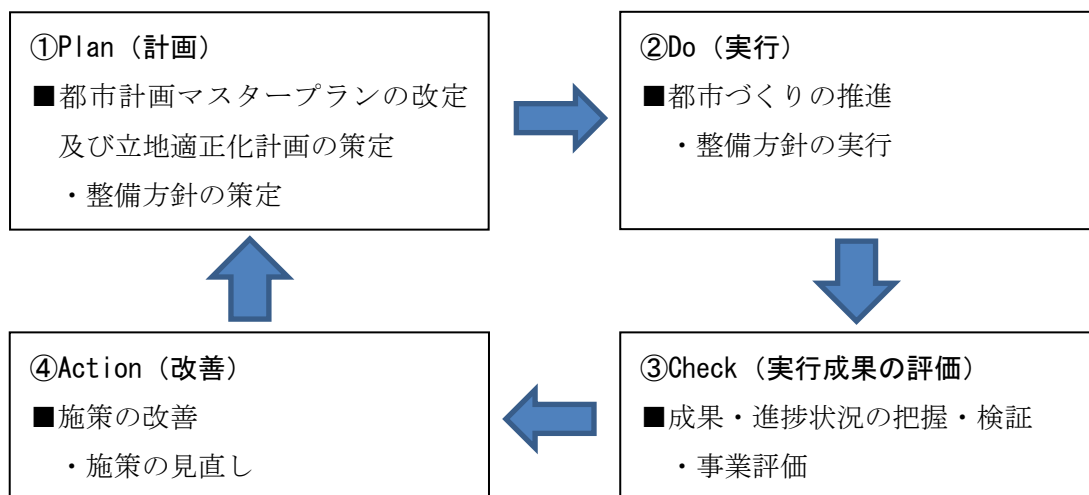 ①Plan（計画）
■都市計画マスタープランの改定
及び立地適正化計画の策定
・整備方針の策定
②Do（実行）
■都市づくりの推進
・整備方針の実行
③Check（実行成果の評価）
■成果・進捗状況の把握・検証
・事業評価
④Action（改善）
■施策の改善
・施策の見直し